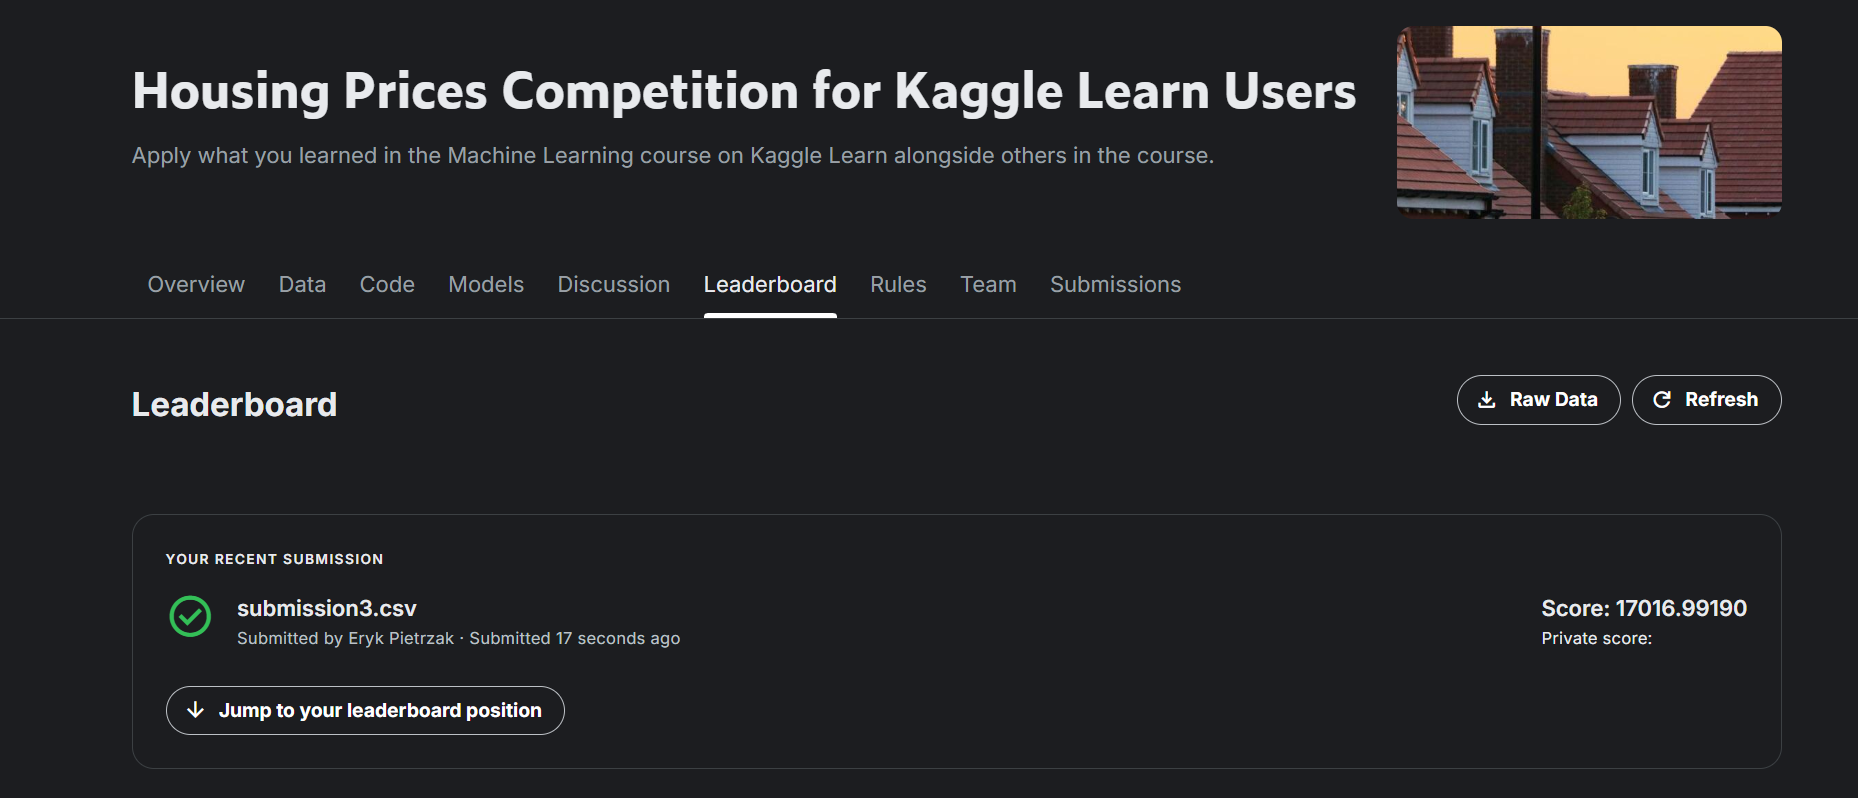 Housing Prices Competition for Kaggle Learn Users
Apply what you learned in the Machine Learning course on Kaggle Learn alongside others in the course.
Overview Data Code Models Discussion Leaderboard Rules Team Submissions
Leaderboard
Raw Data
Refresh
YOUR RECENT SUBMISSION
submission3.csv
Submitted by Eryk Pietrzak · Submitted 17 seconds ago
Score: 17016.99190
Private score:
Jump to your leaderboard position